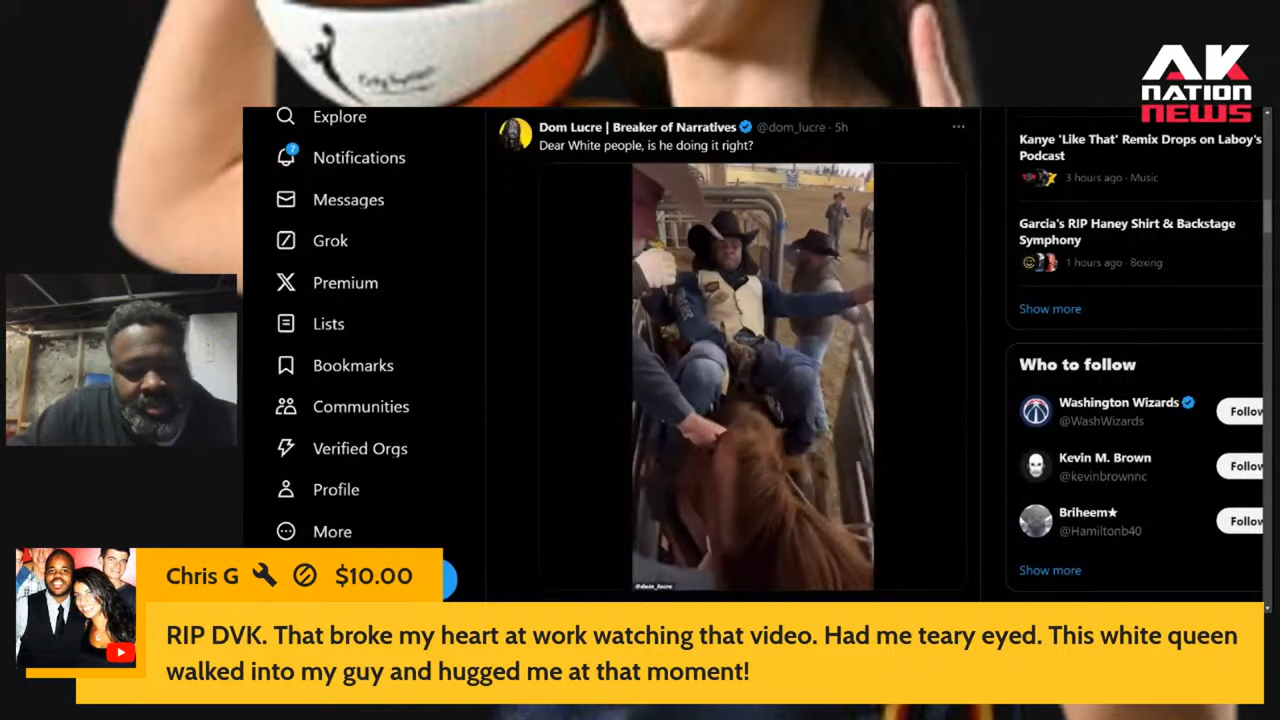 AK
NATION
NEWS
Explore
7
Notifications
Messages
Grok
Premium
Lists
Bookmarks
Communities
Verified Orgs
Profile
More
Dom Lucre | Breaker of Narratives @dom_lucre · 5h
Dear White people, is he doing it right?
@dom_lucre
Kanye 'Like That' Remix Drops on Laboy's
Podcast
3 hours ago · Music
Garcia's RIP Haney Shirt & Backstage
Symphony
1 hours ago · Boxing
Show more
Who to follow
Washington Wizards
@WashWizards
Follow
Kevin M. Brown
@kevinbrownnc
Follow
Briheem★
@Hamiltonb40
Follow
Show more
Chris G $10.00
RIP DVK. That broke my heart at work watching that video. Had me teary eyed. This white queen
walked into my guy and hugged me at that moment!